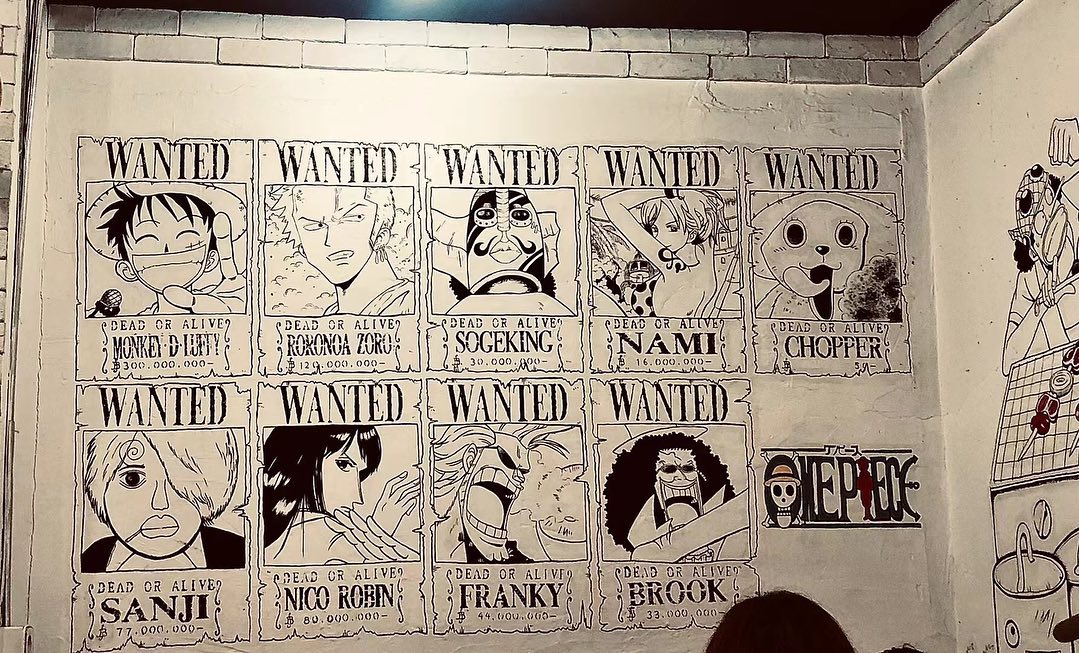 WANTED
DEAD OR ALIVE
MONKEY·D·LUFFY
฿300.000.000-
WANTED
DEAD OR ALIVE
RORONOA ZORO
฿120.000.000-
WANTED
DEAD OR ALIVE
SOGEKING
฿30.000.000-
WANTED
DEAD OR ALIVE
NAMI
฿16.000.000-
WANTED
DEAD OR ALIVE
CHOPPER
฿50-
WANTED
DEAD OR ALIVE
SANJI
฿77.000.000-
WANTED
DEAD OR ALIVE
NICO ROBIN
฿80.000.000-
WANTED
DEAD OR ALIVE
FRANKY
฿44.000.000-
WANTED
DEAD OR ALIVE
BROOK
฿33.000.000-
ONE PIECE